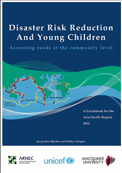 Disaster Risk Reduction
And Young Children
Assessing needs at the community level
A Guidebook for the
Asia-Pacific Region
2011
ARNEC
unicef
MACQUARIE
UNIVERSITY